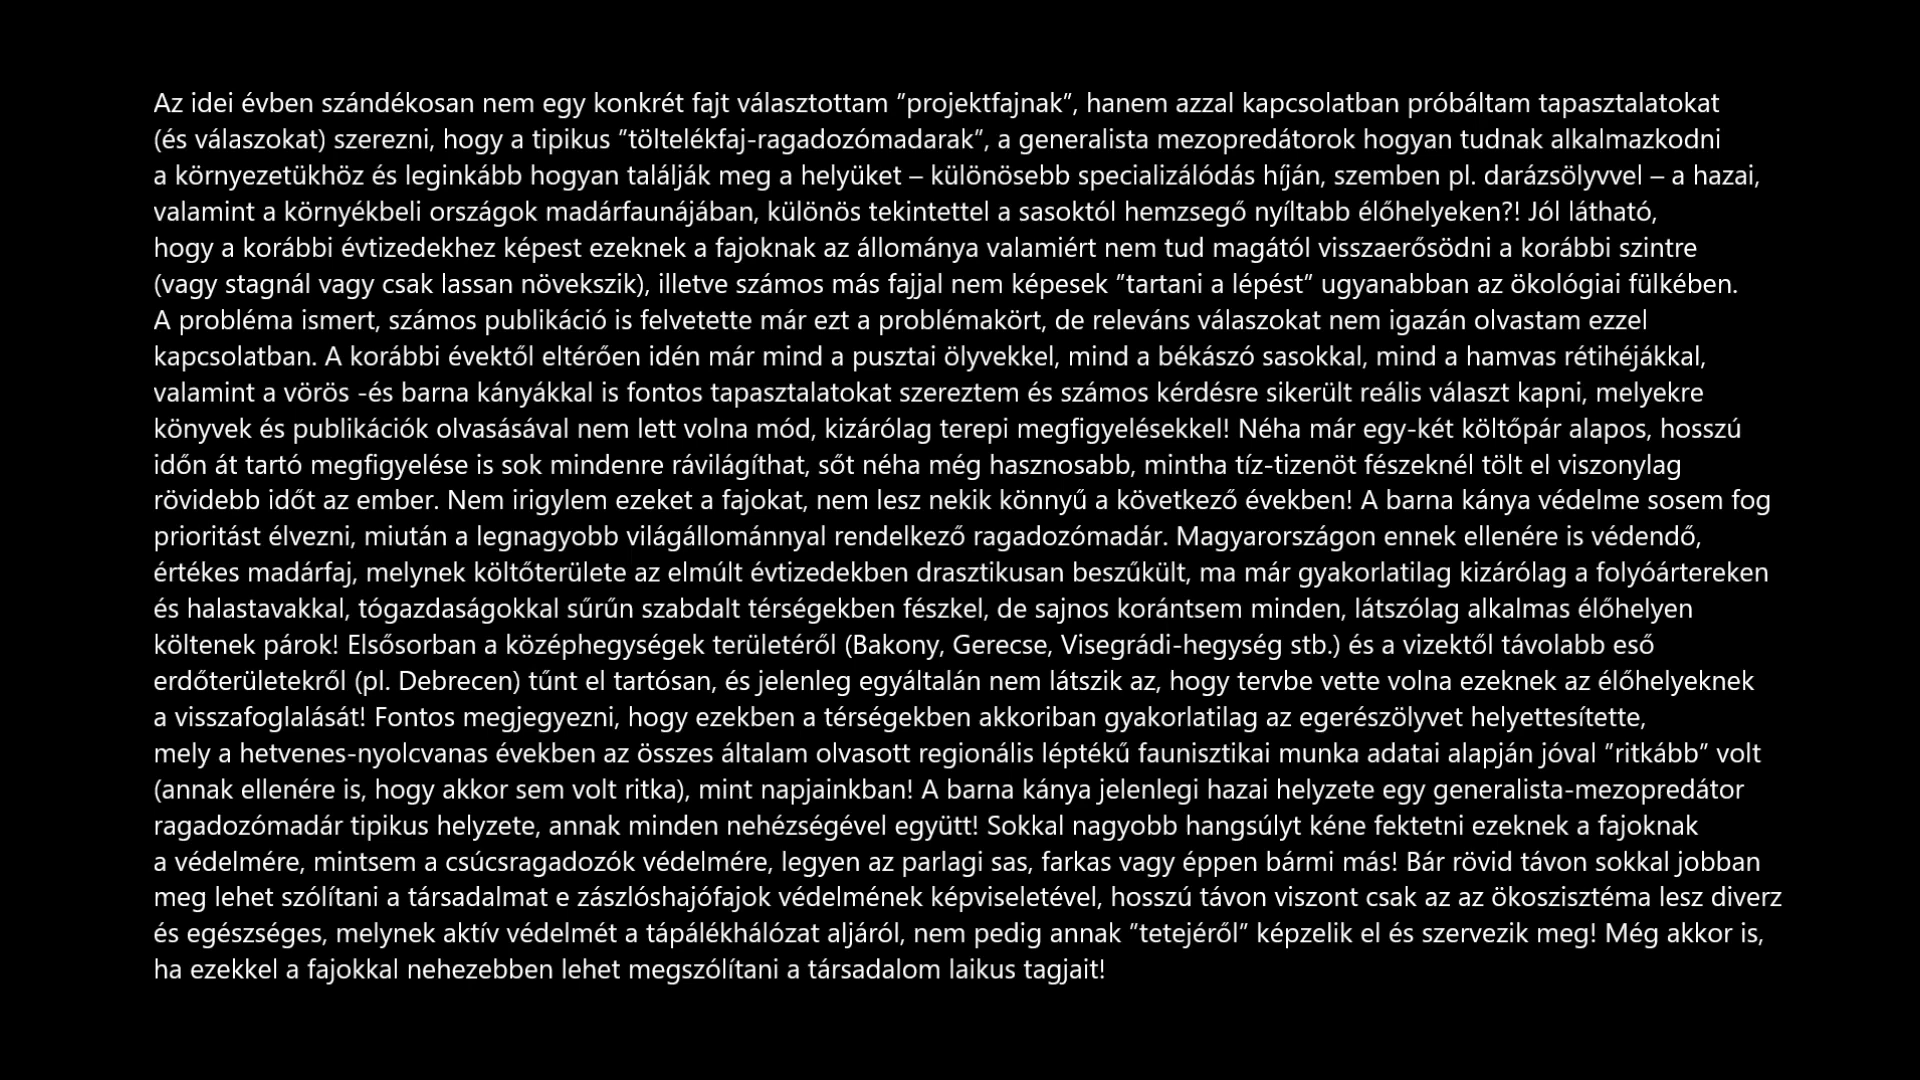 Az idei évben szándékosan nem egy konkrét fajt választottam ”projektfajnak”, hanem azzal kapcsolatban próbáltam tapasztalatokat
(és válaszokat) szerezni, hogy a tipikus ”töltelékfaj-ragadozómadarak”, a generalista mezopredátorok hogyan tudnak alkalmazkodni
a környezetükhöz és leginkább hogyan találják meg a helyüket – különösebb specializálódás híján, szemben pl. darázsölyvvel – a hazai,
valamint a környékbeli országok madárfaunájában, különös tekintettel a sasoktól hemzsegő nyíltabb élőhelyeken?! Jól látható,
hogy a korábbi évtizedekhez képest ezeknek a fajoknak az állománya valamiért nem tud magától visszaerősödni a korábbi szintre
(vagy stagnál vagy csak lassan növekszik), illetve számos más fajjal nem képesek ”tartani a lépést” ugyanabban az ökológiai fülkében.
A probléma ismert, számos publikáció is felvetette már ezt a problémakört, de releváns válaszokat nem igazán olvastam ezzel
kapcsolatban. A korábbi évektől eltérően idén már mind a pusztai ölyvekkel, mind a békászó sasokkal, mind a hamvas rétihéjákkal,
valamint a vörös -és barna kányákkal is fontos tapasztalatokat szereztem és számos kérdésre sikerült reális választ kapni, melyekre
könyvek és publikációk olvasásával nem lett volna mód, kizárólag terepi megfigyelésekkel! Néha már egy-két költőpár alapos, hosszú
időn át tartó megfigyelése is sok mindenre rávilágíthat, sőt néha még hasznosabb, mintha tíz-tizenöt fészeknél tölt el viszonylag
rövidebb időt az ember. Nem irigylem ezeket a fajokat, nem lesz nekik könnyű a következő években! A barna kánya védelme sosem fog
prioritást élvezni, miután a legnagyobb világállománnyal rendelkező ragadozómadár. Magyarországon ennek ellenére is védendő,
értékes madárfaj, melynek költőterülete az elmúlt évtizedekben drasztikusan beszűkült, ma már gyakorlatilag kizárólag a folyóártereken
és halastavakkal, tógazdaságokkal sűrűn szabdalt térségekben fészkel, de sajnos korántsem minden, látszólag alkalmas élőhelyen
költenek párok! Elsősorban a középhegységek területéről (Bakony, Gerecse, Visegrádi-hegység stb.) és a vizektől távolabb eső
erdőterületekről (pl. Debrecen) tűnt el tartósan, és jelenleg egyáltalán nem látszik az, hogy tervbe vette volna ezeknek az élőhelyeknek
a visszafoglalását! Fontos megjegyezni, hogy ezekben a térségekben akkoriban gyakorlatilag az egerészölyvet helyettesítette,
mely a hetvenes-nyolcvanas években az összes általam olvasott regionális léptékű faunisztikai munka adatai alapján jóval ”ritkább” volt
(annak ellenére is, hogy akkor sem volt ritka), mint napjainkban! A barna kánya jelenlegi hazai helyzete egy generalista-mezopredátor
ragadozómadár tipikus helyzete, annak minden nehézségével együtt! Sokkal nagyobb hangsúlyt kéne fektetni ezeknek a fajoknak
a védelmére, mintsem a csúcsragadozók védelmére, legyen az parlagi sas, farkas vagy éppen bármi más! Bár rövid távon sokkal jobban
meg lehet szólítani a társadalmat e zászlóshajófajok védelmének képviseletével, hosszú távon viszont csak az az ökoszisztéma lesz diverz
és egészséges, melynek aktív védelmét a tápálékhálózat aljáról, nem pedig annak ”tetejéről” képzelik el és szervezik meg! Még akkor is,
ha ezekkel a fajokkal nehezebben lehet megszólítani a társadalom laikus tagjait!